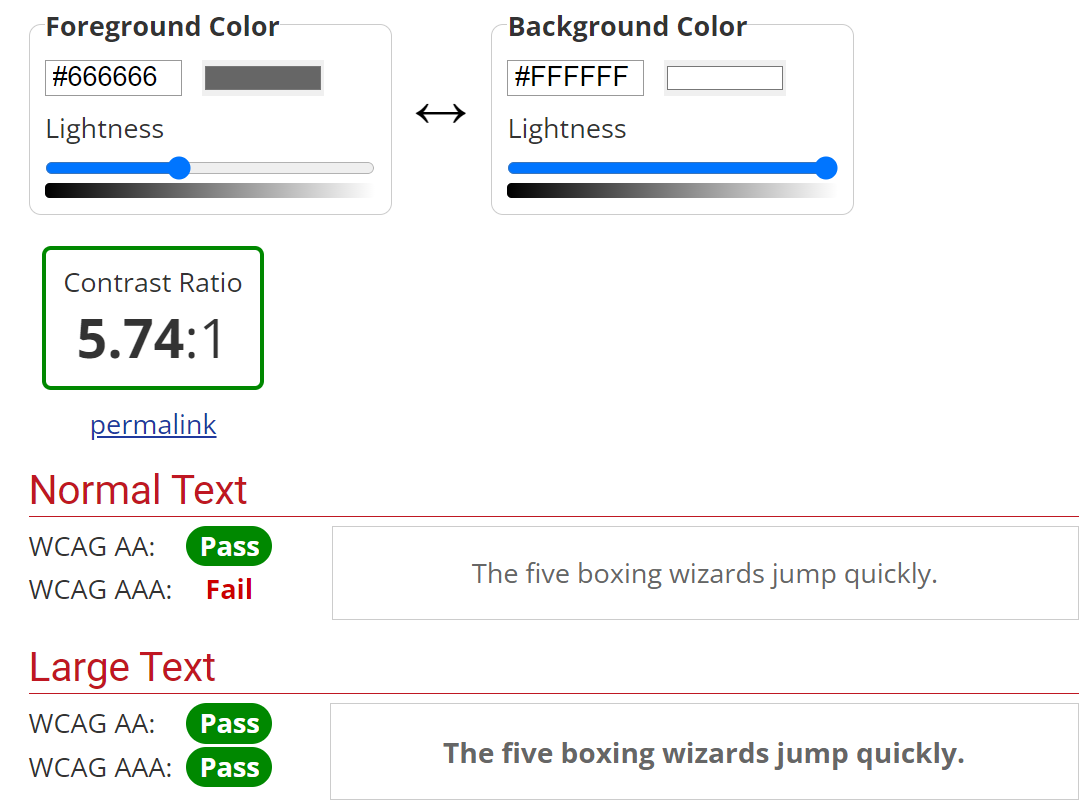 Foreground Color
#666666
Lightness
Background Color
#FFFFFF
Lightness
Contrast Ratio
5.74:1
permalink
Normal Text
WCAG AA: Pass
WCAG AAA: Fail
The five boxing wizards jump quickly.
Large Text
WCAG AA: Pass
WCAG AAA: Pass
The five boxing wizards jump quickly.